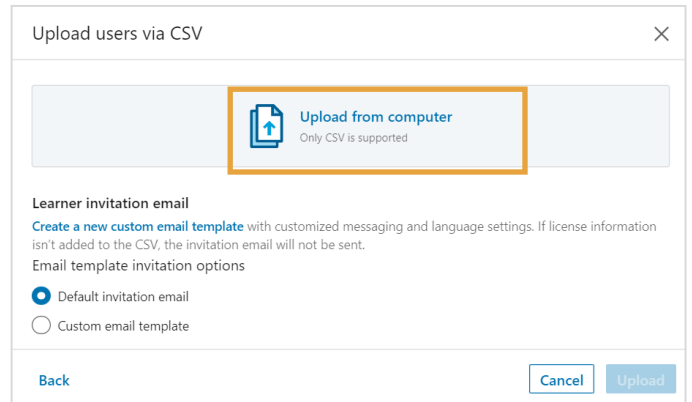 Upload users via CSV
Upload from computer
Only CSV is supported
Learner invitation email
Create a new custom email template with customized messaging and language settings. If license information
isn't added to the CSV, the invitation email will not be sent.
Email template invitation options
Default invitation email
Custom email template
Back
Cancel
Upload